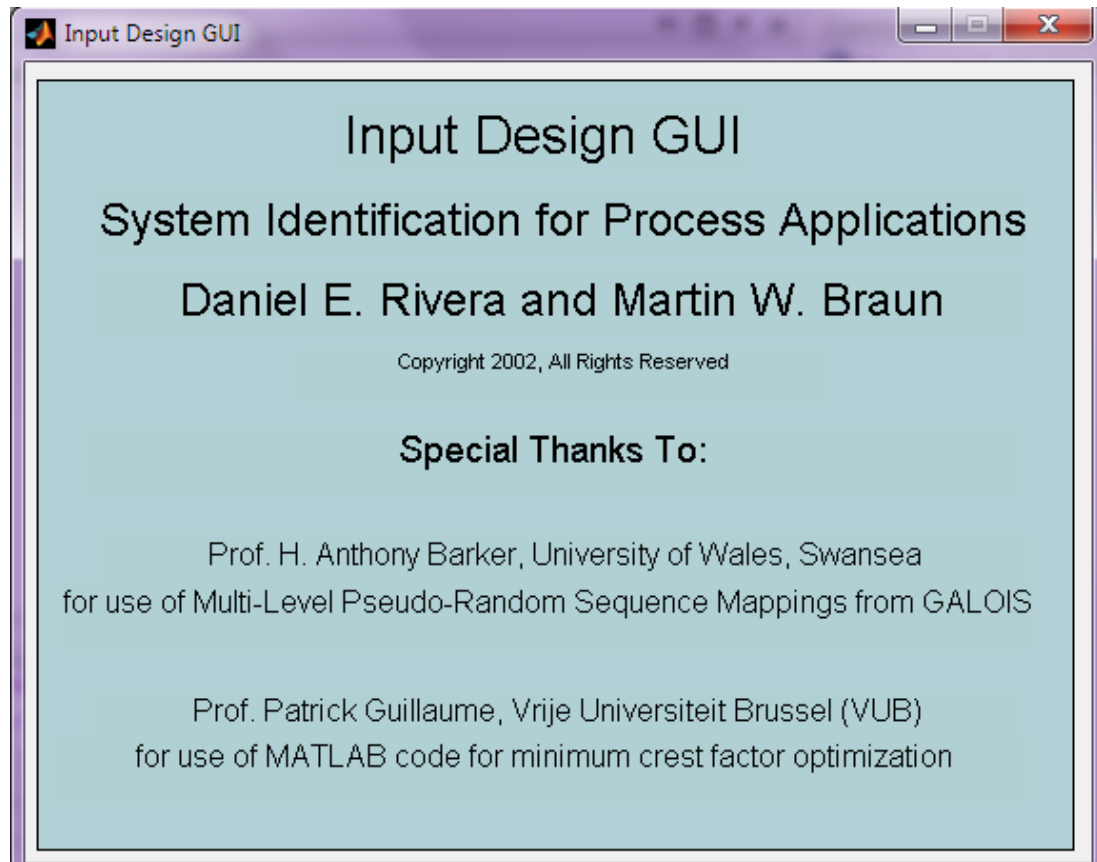 Input Design GUI
Input Design GUI
System Identification for Process Applications
Daniel E. Rivera and Martin W. Braun
Copyright 2002, All Rights Reserved
Special Thanks To:
Prof. H. Anthony Barker, University of Wales, Swansea
for use of Multi-Level Pseudo-Random Sequence Mappings from GALOIS
Prof. Patrick Guillaume, Vrije Universiteit Brussel (VUB)
for use of MATLAB code for minimum crest factor optimization